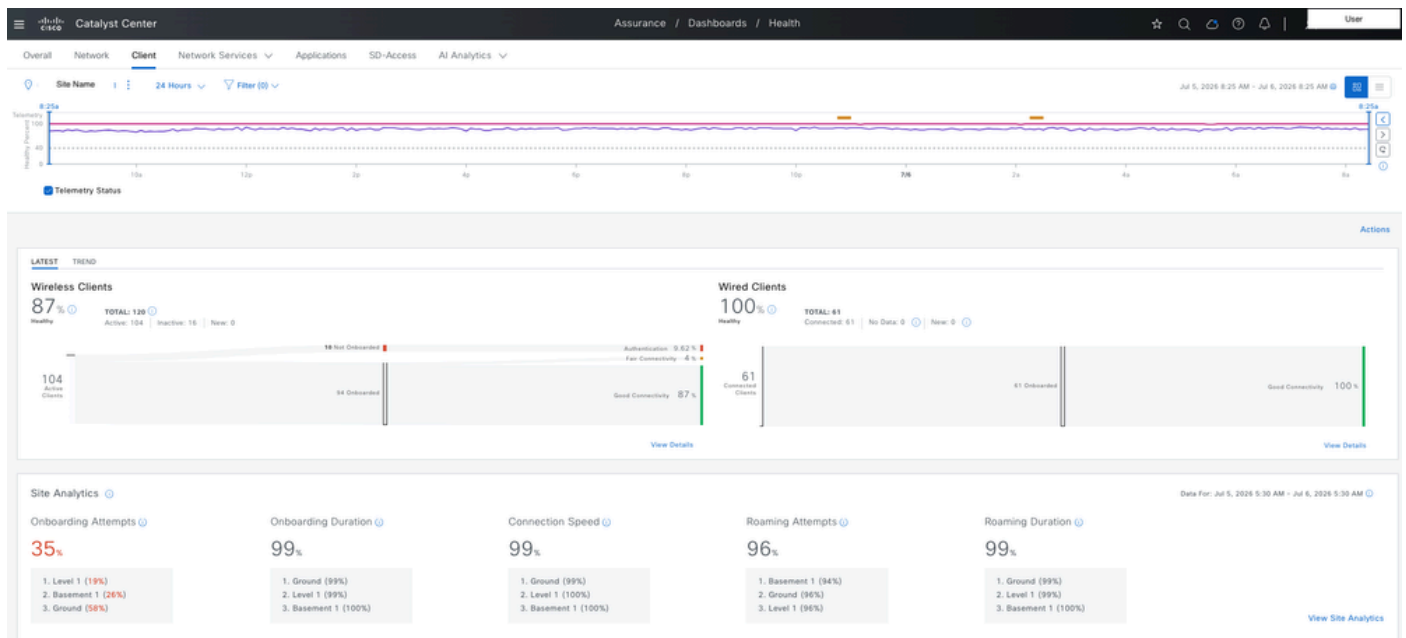 cisco Catalyst Center
Assurance / Dashboards / Health
User
Overall Network Client Network Services Applications SD-Access AI Analytics
Site Name 24 Hours Filter (0)
Jul 5, 2026 8:25 AM - Jul 6, 2026 8:25 AM
8:25a 8:25a
Telemetry
Healthy Percent
100
40
0
10a 12p 2p 4p 6p 8p 10p 7/6 2a 4a 6a 8a
Telemetry Status
Actions
LATEST TREND
Wireless Clients
87%
Healthy
TOTAL: 120
Active: 104 | Inactive: 16 | New: 0
104
Active
Clients
10 Not Onboarded
94 Onboarded
Authentication 9.62 %
Fair Connectivity 4 %
Good Connectivity 87 %
View Details
Wired Clients
100%
Healthy
TOTAL: 61
Connected: 61 | No Data: 0 | New: 0
61
Connected
Clients
61 Onboarded
Good Connectivity 100 %
View Details
Site Analytics
Data For: Jul 5, 2026 5:30 AM - Jul 6, 2026 5:30 AM
Onboarding Attempts
35%
1. Level 1 (19%)
2. Basement 1 (26%)
3. Ground (58%)
Onboarding Duration
99%
1. Ground (99%)
2. Level 1 (99%)
3. Basement 1 (100%)
Connection Speed
99%
1. Ground (99%)
2. Level 1 (100%)
3. Basement 1 (100%)
Roaming Attempts
96%
1. Basement 1 (94%)
2. Ground (96%)
3. Level 1 (96%)
Roaming Duration
99%
1. Ground (99%)
2. Level 1 (99%)
3. Basement 1 (100%)
View Site Analytics